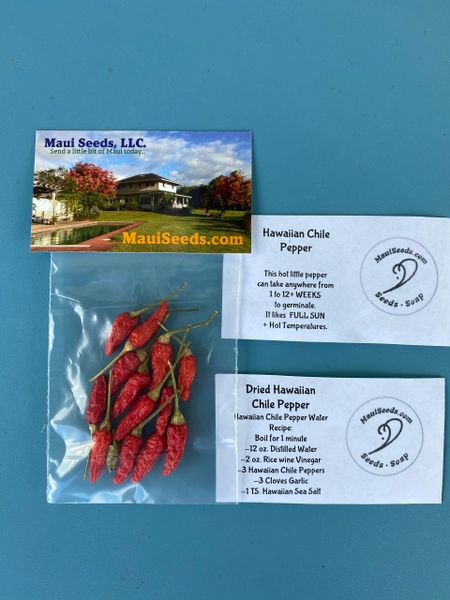 Maui Seeds, LLC.
Send a little bit of Maui today..
MauiSeeds.com
Hawaiian Chile
Pepper
This hot little pepper
can take anywhere from
1 to 12+ WEEKS
to germinate.
It likes FULL SUN
+ Hot Temperatures.
MauiSeeds.com
Seeds • Soap
Dried Hawaiian
Chile Pepper
Hawaiian Chile Pepper Water
Recipe:
Boil for 1 minute
–12 oz. Distilled Water
–2 oz. Rice wine Vinegar
–3 Hawaiian Chile Peppers
–3 Cloves Garlic
–1 TS. Hawaiian Sea Salt
MauiSeeds.com
Seeds • Soap